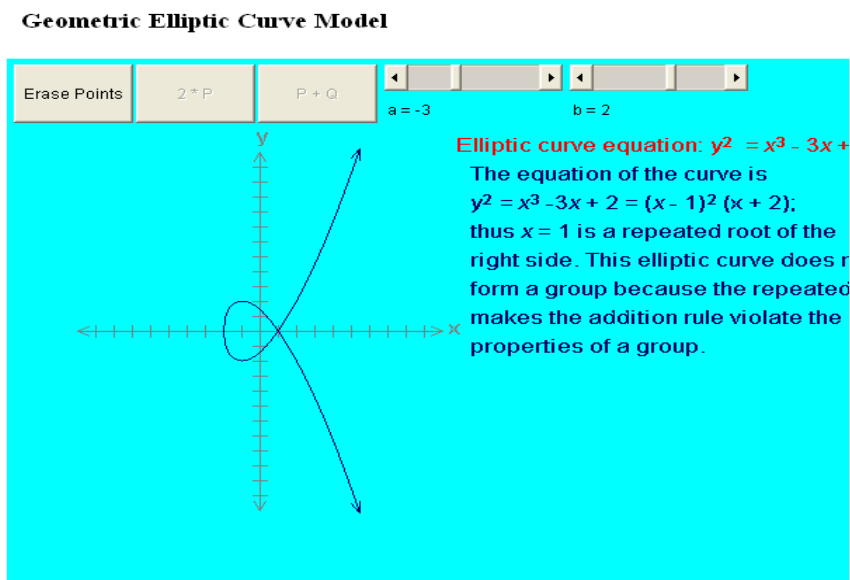 Geometric Elliptic Curve Model
Erase Points
2 * P
P + Q
a = -3
b = 2
y
x
Elliptic curve equation: y² = x³ - 3x +
The equation of the curve is
y² = x³ -3x + 2 = (x - 1)² (x + 2);
thus x = 1 is a repeated root of the
right side. This elliptic curve does
form a group because the repeated
makes the addition rule violate the
properties of a group.